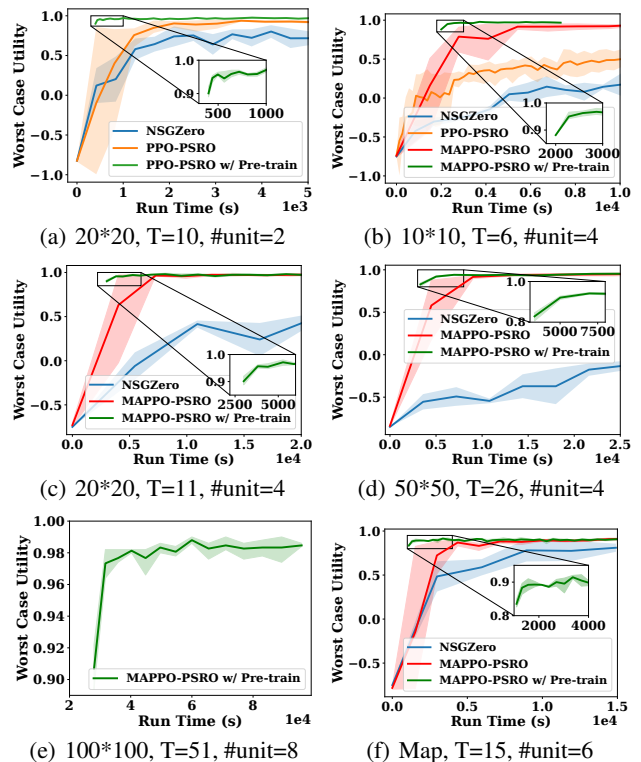 Worst Case Utility
1.0
0.5
0.0
−0.5
−1.0
1.0
0.9
500 1000
NSGZero
PPO-PSRO
PPO-PSRO w/ Pre-train
0 1 2 3 4 5
Run Time (s) 1e3
(a) 20*20, T=10, #unit=2
Worst Case Utility
1.0
0.5
0.0
−0.5
−1.0
NSGZero
PPO-PSRO
MAPPO-PSRO
MAPPO-PSRO w/ Pre-train
1.0
0.9
2000 3000
0.0 0.2 0.4 0.6 0.8 1.0
Run Time (s) 1e4
(b) 10*10, T=6, #unit=4
Worst Case Utility
1.0
0.5
0.0
−0.5
1.0
0.9
2500 5000
NSGZero
MAPPO-PSRO
MAPPO-PSRO w/ Pre-train
0.0 0.5 1.0 1.5 2.0
Run Time (s) 1e4
(c) 20*20, T=11, #unit=4
Worst Case Utility
1.0
0.5
0.0
−0.5
1.0
0.8
5000 7500
NSGZero
MAPPO-PSRO
MAPPO-PSRO w/ Pre-train
0.0 0.5 1.0 1.5 2.0 2.5
Run Time (s) 1e4
(d) 50*50, T=26, #unit=4
Worst Case Utility
1.00
0.98
0.96
0.94
0.92
0.90
MAPPO-PSRO w/ Pre-train
2 4 6 8
Run Time (s) 1e4
(e) 100*100, T=51, #unit=8
Worst Case Utility
1.0
0.5
0.0
−0.5
0.9
0.8
2000 4000
NSGZero
MAPPO-PSRO
MAPPO-PSRO w/ Pre-train
0.0 0.5 1.0 1.5
Run Time (s) 1e4
(f) Map, T=15, #unit=6